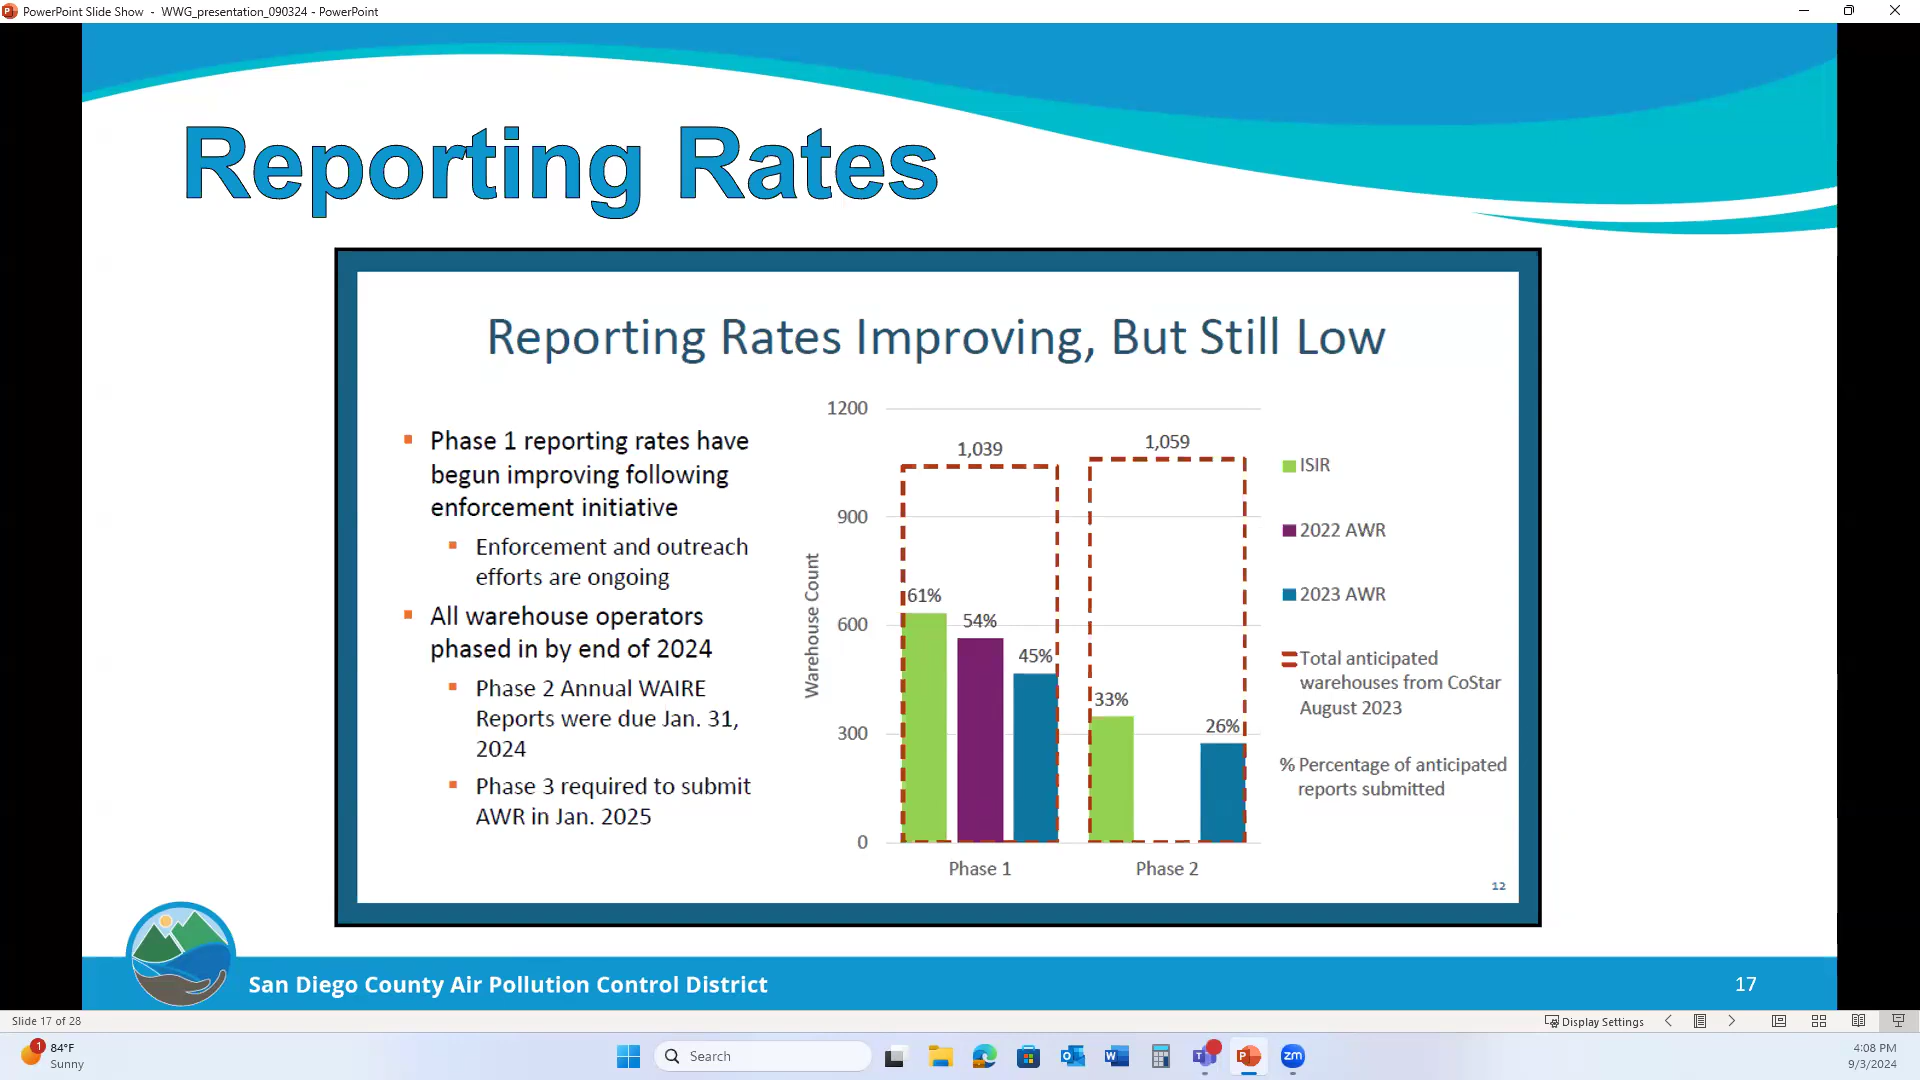 PowerPoint Slide Show - WWG_presentation_090324 - PowerPoint
Reporting Rates
Reporting Rates Improving, But Still Low
Phase 1 reporting rates have
begun improving following
enforcement initiative
Enforcement and outreach
efforts are ongoing
All warehouse operators
phased in by end of 2024
Phase 2 Annual WAIRE
Reports were due Jan. 31,
2024
Phase 3 required to submit
AWR in Jan. 2025
Warehouse Count
1200
900
600
300
0
1,039
61%
54%
45%
Phase 1
1,059
33%
26%
Phase 2
ISIR
2022 AWR
2023 AWR
Total anticipated
warehouses from CoStar
August 2023
% Percentage of anticipated
reports submitted
12
San Diego County Air Pollution Control District
17
Slide 17 of 28
Display Settings
1
84°F
Sunny
Search
zm
4:08 PM
9/3/2024